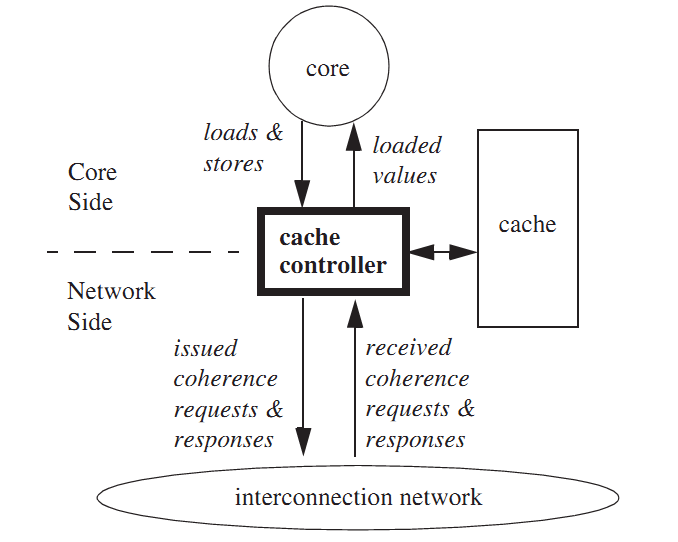 core
loads &
stores
loaded
values
Core
Side
cache
cache
controller
Network
Side
issued
coherence
requests &
responses
received
coherence
requests &
responses
interconnection network